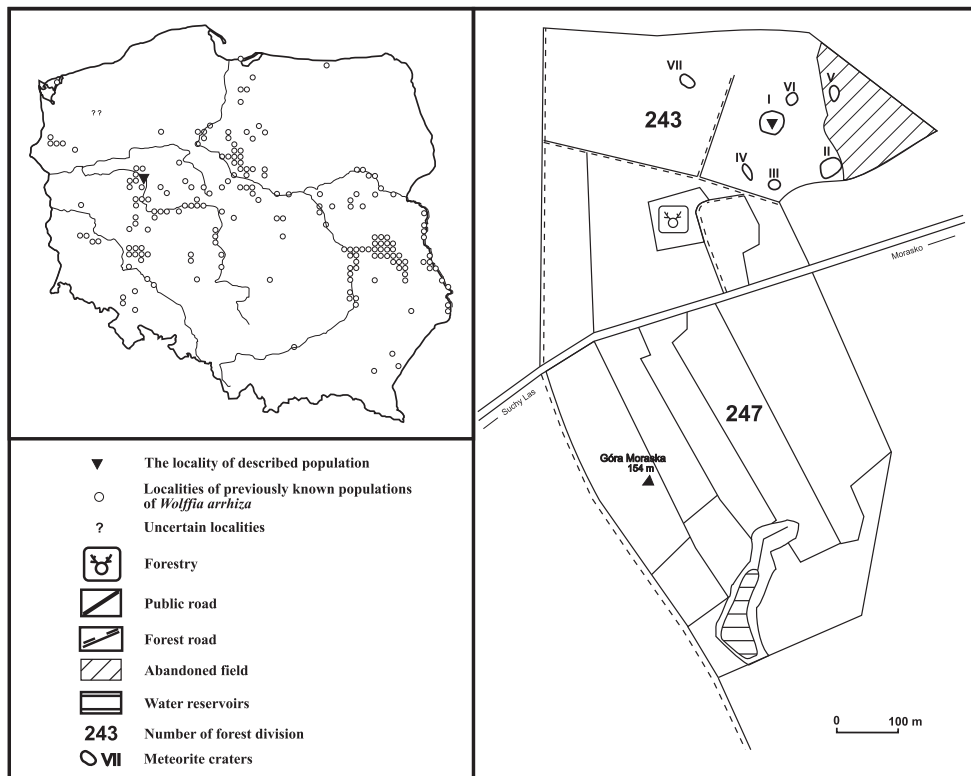 ? ?
▼ The locality of described population
○ Localities of previously known populations
of Wolffia arrhiza
? Uncertain localities
Forestry
Public road
Forest road
Abandoned field
Water reservoirs
243 Number of forest division
VII Meteorite craters
VII
243
I
VI
V
IV
III
II
Morasko
Suchy Las
247
Góra Moraska
154 m
0 100 m